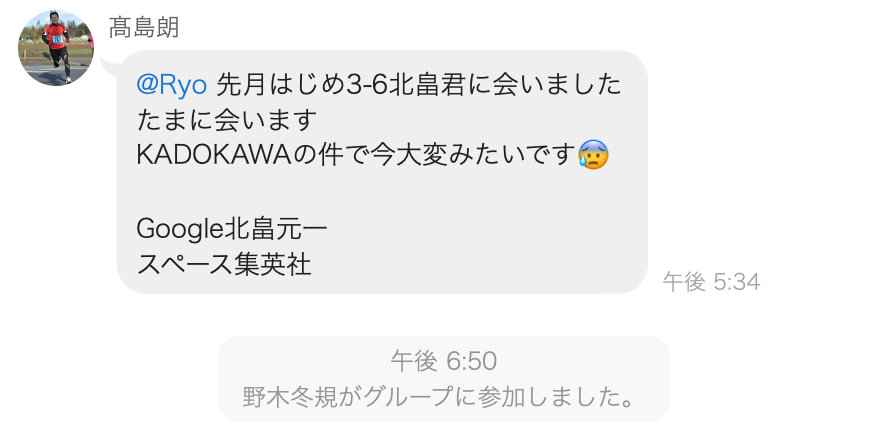 髙島朗
@Ryo 先月はじめ3-6北畠君に会いました
たまに会います
KADOKAWAの件で今大変みたいです😰
Google北畠元一
スペース集英社
午後 5:34
午後 6:50
野木冬規がグループに参加しました。